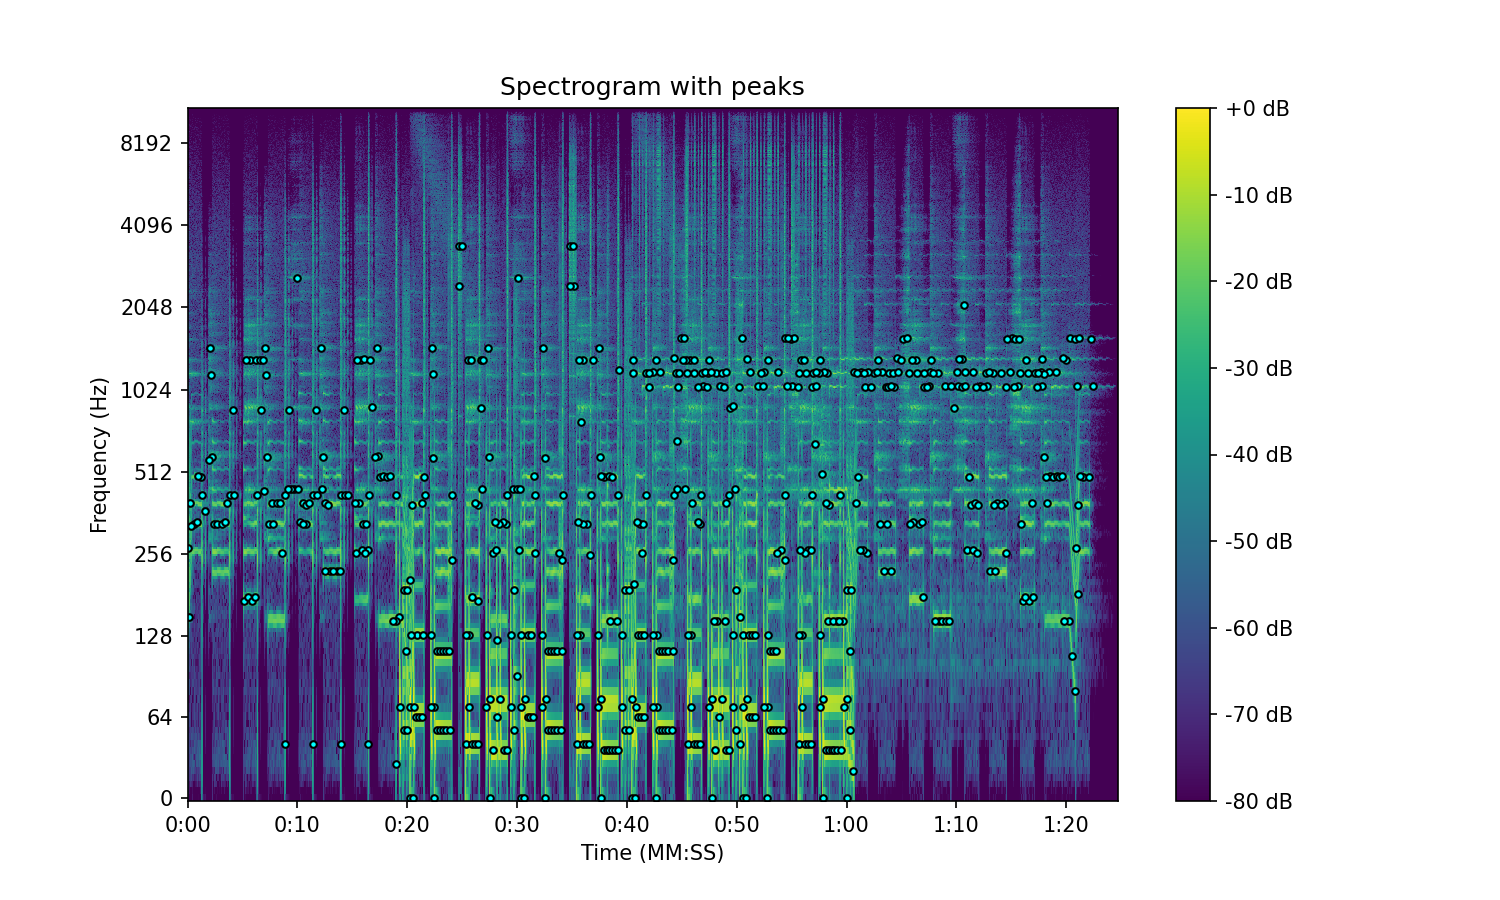 Spectrogram with peaks
Frequency (Hz)
8192
4096
2048
1024
512
256
128
64
0
0:00 0:10 0:20 0:30 0:40 0:50 1:00 1:10 1:20
Time (MM:SS)
+0 dB
-10 dB
-20 dB
-30 dB
-40 dB
-50 dB
-60 dB
-70 dB
-80 dB